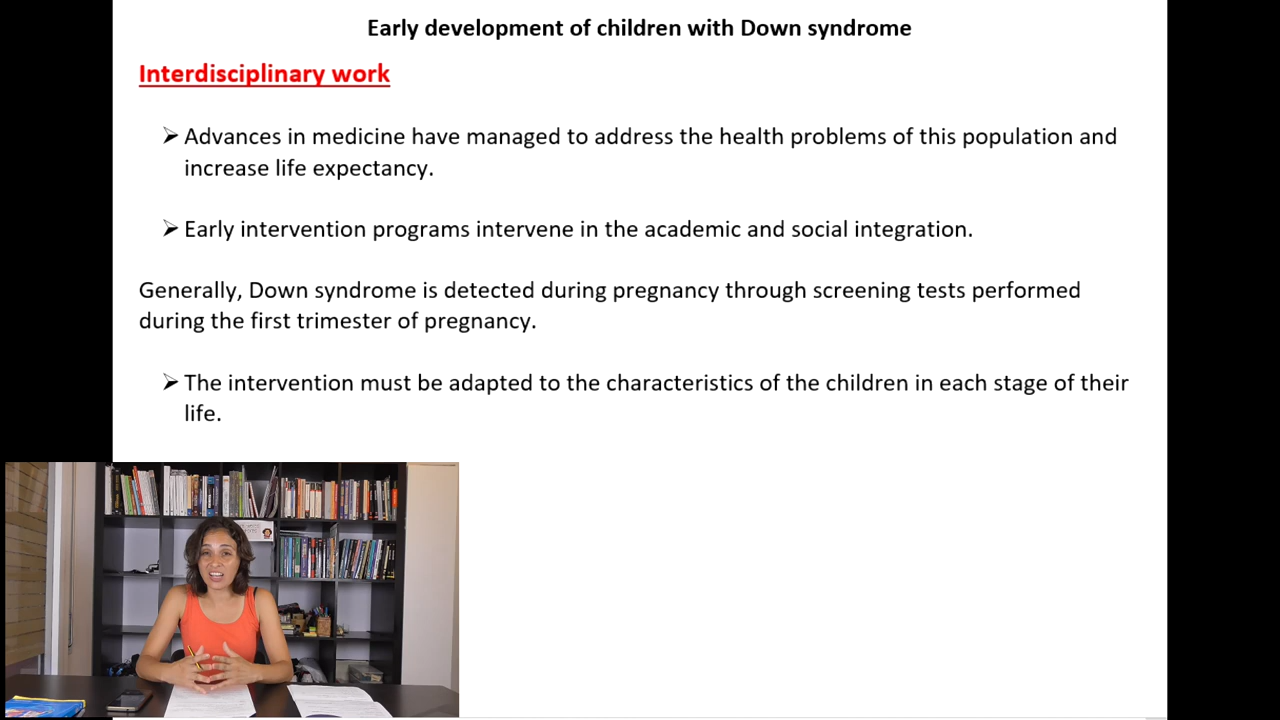 Early development of children with Down syndrome
Interdisciplinary work
➢ Advances in medicine have managed to address the health problems of this population and
increase life expectancy.
➢ Early intervention programs intervene in the academic and social integration.
Generally, Down syndrome is detected during pregnancy through screening tests performed
during the first trimester of pregnancy.
➢ The intervention must be adapted to the characteristics of the children in each stage of their
life.